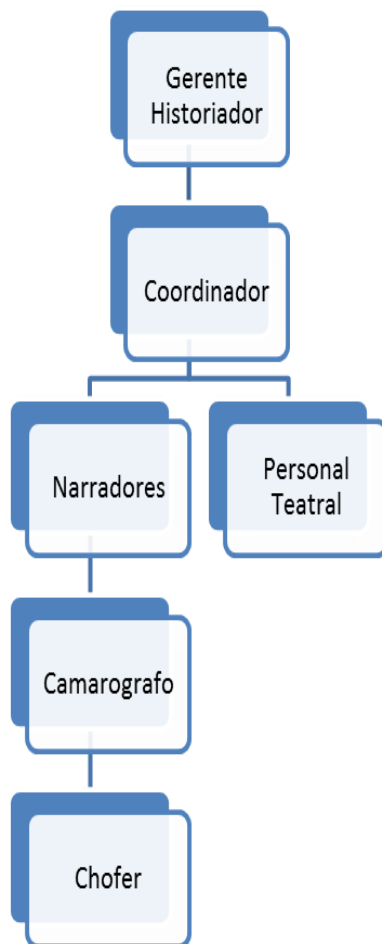 Gerente
Historiador
Coordinador
Narradores
Personal
Teatral
Camarografo
Chofer